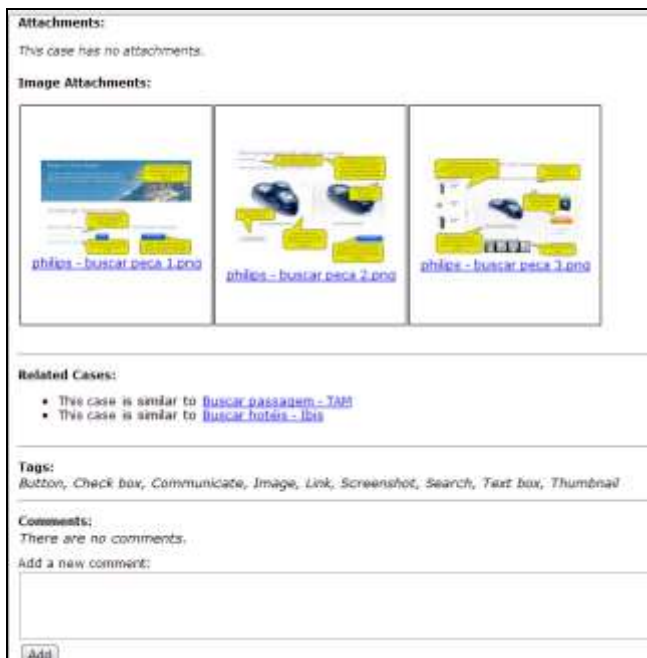 Attachments:
This case has no attachments.
Image Attachments:
philips - buscar peca 1.png
philips - buscar peca 2.png
philips - buscar peca 3.png
Related Cases:
This case is similar to Buscar passagem - TAM
This case is similar to Buscar hotéis - Ibis
Tags:
Button, Check box, Communicate, Image, Link, Screenshot, Search, Text box, Thumbnail
Comments:
There are no comments.
Add a new comment:
Add